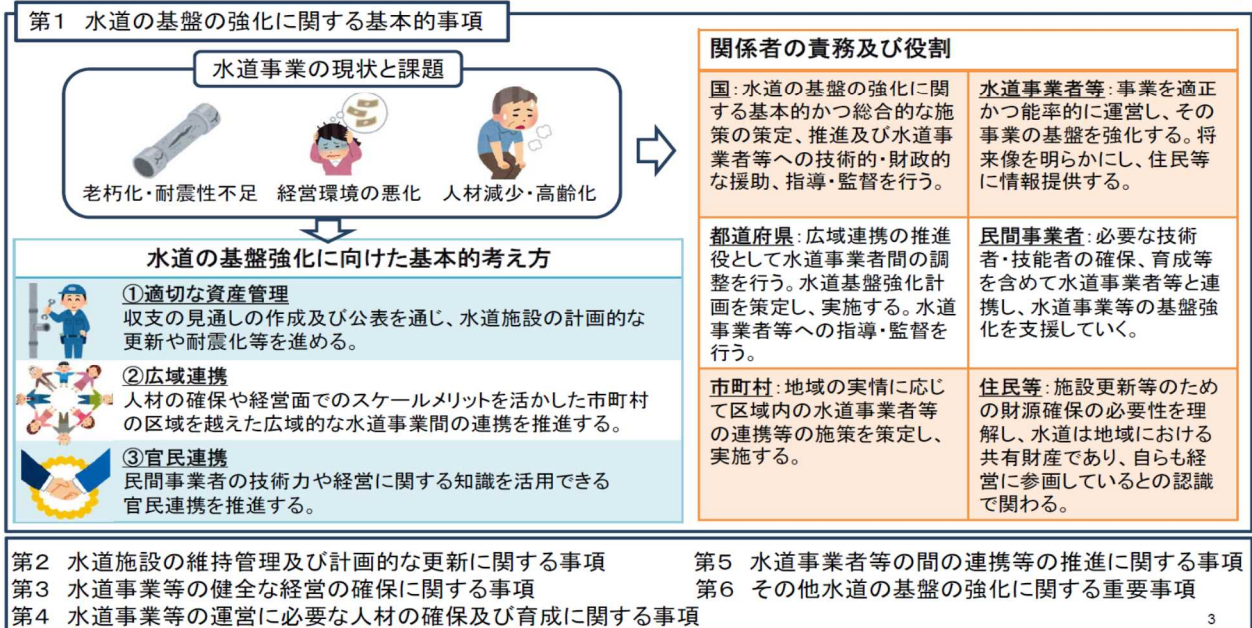 第1 水道の基盤の強化に関する基本的事項
水道事業の現状と課題
老朽化・耐震性不足
経営環境の悪化
人材減少・高齢化
水道の基盤強化に向けた基本的考え方
①適切な資産管理
収支の見通しの作成及び公表を通じ、水道施設の計画的な
更新や耐震化等を進める。
②広域連携
人材の確保や経営面でのスケールメリットを活かした市町村
の区域を越えた広域的な水道事業間の連携を推進する。
③官民連携
民間事業者の技術力や経営に関する知識を活用できる
官民連携を推進する。
関係者の責務及び役割
国:水道の基盤の強化に関
する基本的かつ総合的な施
策の策定、推進及び水道事
業者等への技術的・財政的
な援助、指導・監督を行う。
水道事業者等:事業を適正
かつ能率的に運営し、その
事業の基盤を強化する。将
来像を明らかにし、住民等
に情報提供する。
都道府県:広域連携の推進
役として水道事業者間の調
整を行う。水道基盤強化計
画を策定し、実施する。水道
事業者等への指導・監督を
行う。
民間事業者:必要な技術
者・技能者の確保、育成等
を含めて水道事業者等と連
携し、水道事業等の基盤強
化を支援していく。
市町村:地域の実情に応じ
て区域内の水道事業者等
の連携等の施策を策定し、
実施する。
住民等:施設更新等のため
の財源確保の必要性を理
解し、水道は地域における
共有財産であり、自らも経
営に参画しているとの認識
で関わる。
第2 水道施設の維持管理及び計画的な更新に関する事項
第3 水道事業等の健全な経営の確保に関する事項
第4 水道事業等の運営に必要な人材の確保及び育成に関する事項
第5 水道事業者等の間の連携等の推進に関する事項
第6 その他水道の基盤の強化に関する重要事項
3